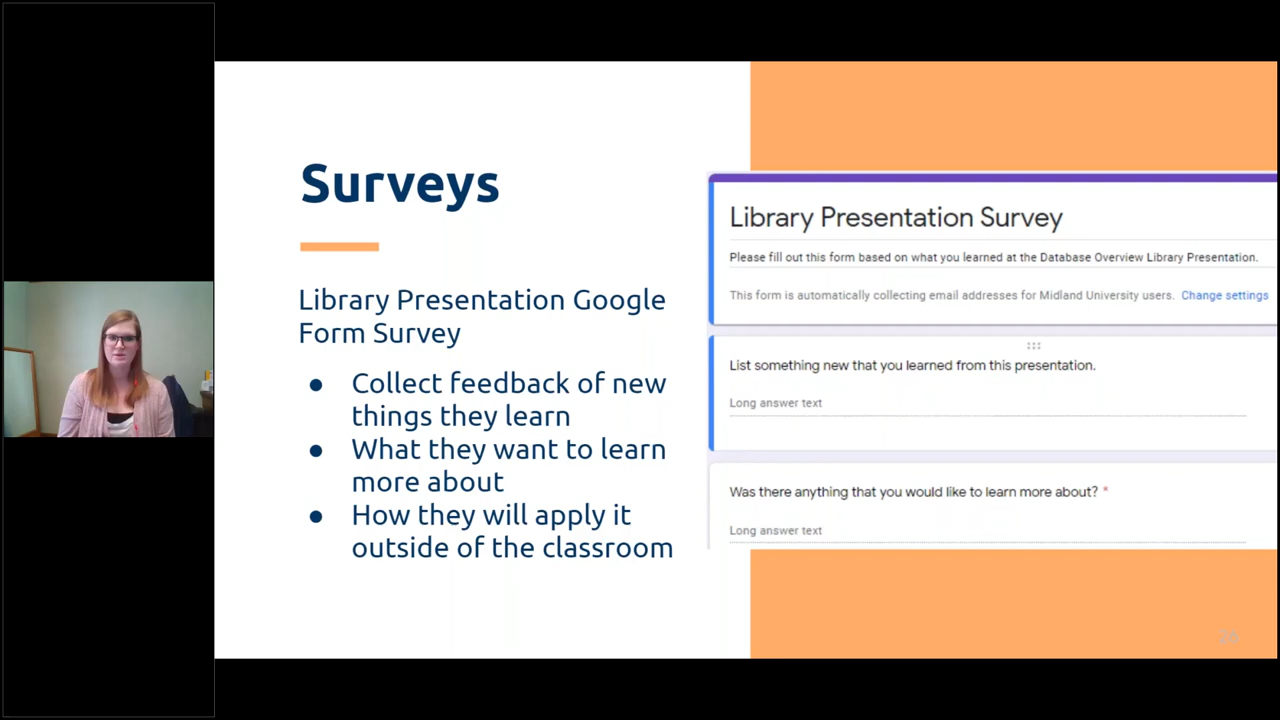 Surveys
Library Presentation Google
Form Survey
● Collect feedback of new
things they learn
● What they want to learn
more about
● How they will apply it
outside of the classroom
Library Presentation Survey
Please fill out this form based on what you learned at the Database Overview Library Presentation.
This form is automatically collecting email addresses for Midland University users. Change settings
List something new that you learned from this presentation.
Long answer text
Was there anything that you would like to learn more about? *
Long answer text